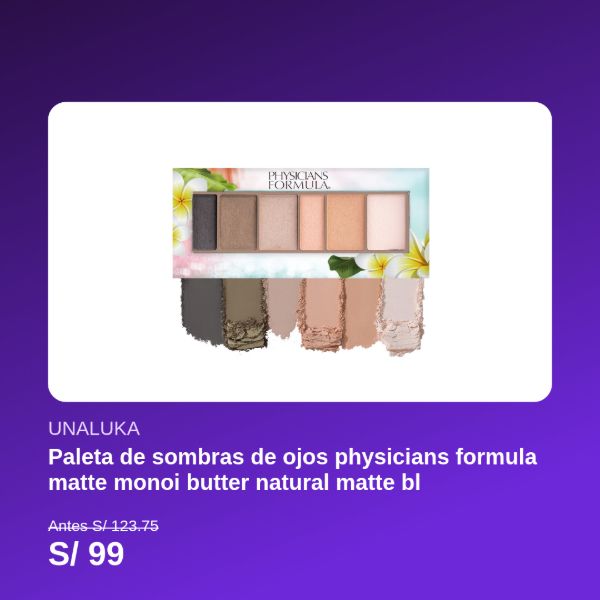 PHYSICIANS
FORMULA
UNALUKA
Paleta de sombras de ojos physicians formula
matte monoi butter natural matte bl
Antes S/ 123.75
S/ 99